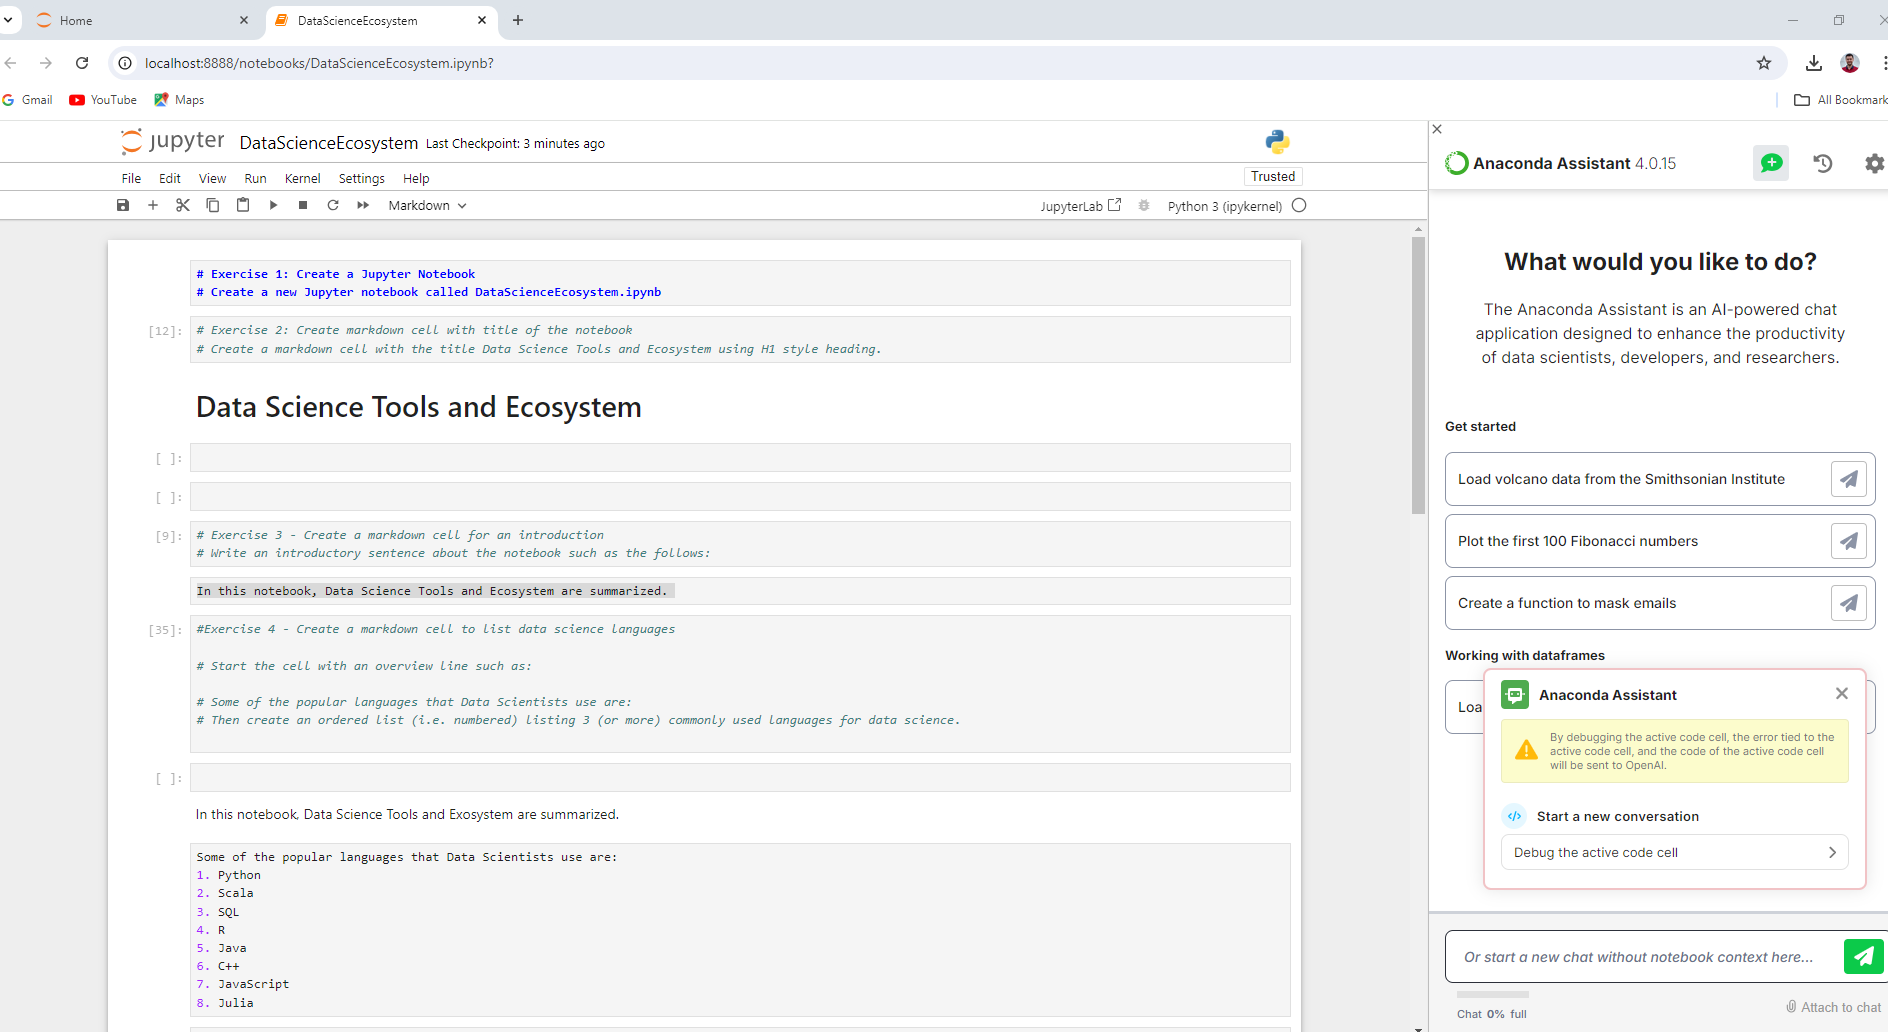 Home
DataScienceEcosystem
localhost:8888/notebooks/DataScienceEcosystem.ipynb?
Gmail
YouTube
Maps
All Bookmark
jupyter
DataScienceEcosystem
Last Checkpoint: 3 minutes ago
File Edit View Run Kernel Settings Help
Trusted
Markdown
JupyterLab
Python 3 (ipykernel)
# Exercise 1: Create a Jupyter Notebook
# Create a new Jupyter notebook called DataScienceEcosystem.ipynb
[12]:
# Exercise 2: Create markdown cell with title of the notebook
# Create a markdown cell with the title Data Science Tools and Ecosystem using H1 style heading.
Data Science Tools and Ecosystem
[ ]:
[ ]:
[9]:
# Exercise 3 - Create a markdown cell for an introduction
# Write an introductory sentence about the notebook such as the follows:
In this notebook, Data Science Tools and Ecosystem are summarized.
[35]:
#Exercise 4 - Create a markdown cell to list data science languages
# Start the cell with an overview line such as:
# Some of the popular languages that Data Scientists use are:
# Then create an ordered list (i.e. numbered) listing 3 (or more) commonly used languages for data science.
[ ]:
In this notebook, Data Science Tools and Exosystem are summarized.
Some of the popular languages that Data Scientists use are:
1. Python
2. Scala
3. SQL
4. R
5. Java
6. C++
7. JavaScript
8. Julia
Anaconda Assistant 4.0.15
What would you like to do?
The Anaconda Assistant is an AI-powered chat
application designed to enhance the productivity
of data scientists, developers, and researchers.
Get started
Load volcano data from the Smithsonian Institute
Plot the first 100 Fibonacci numbers
Create a function to mask emails
Working with dataframes
Loa
Anaconda Assistant
By debugging the active code cell, the error tied to the
active code cell, and the code of the active code cell
will be sent to OpenAI.
</> Start a new conversation
Debug the active code cell
Or start a new chat without notebook context here...
Chat 0% full
Attach to chat